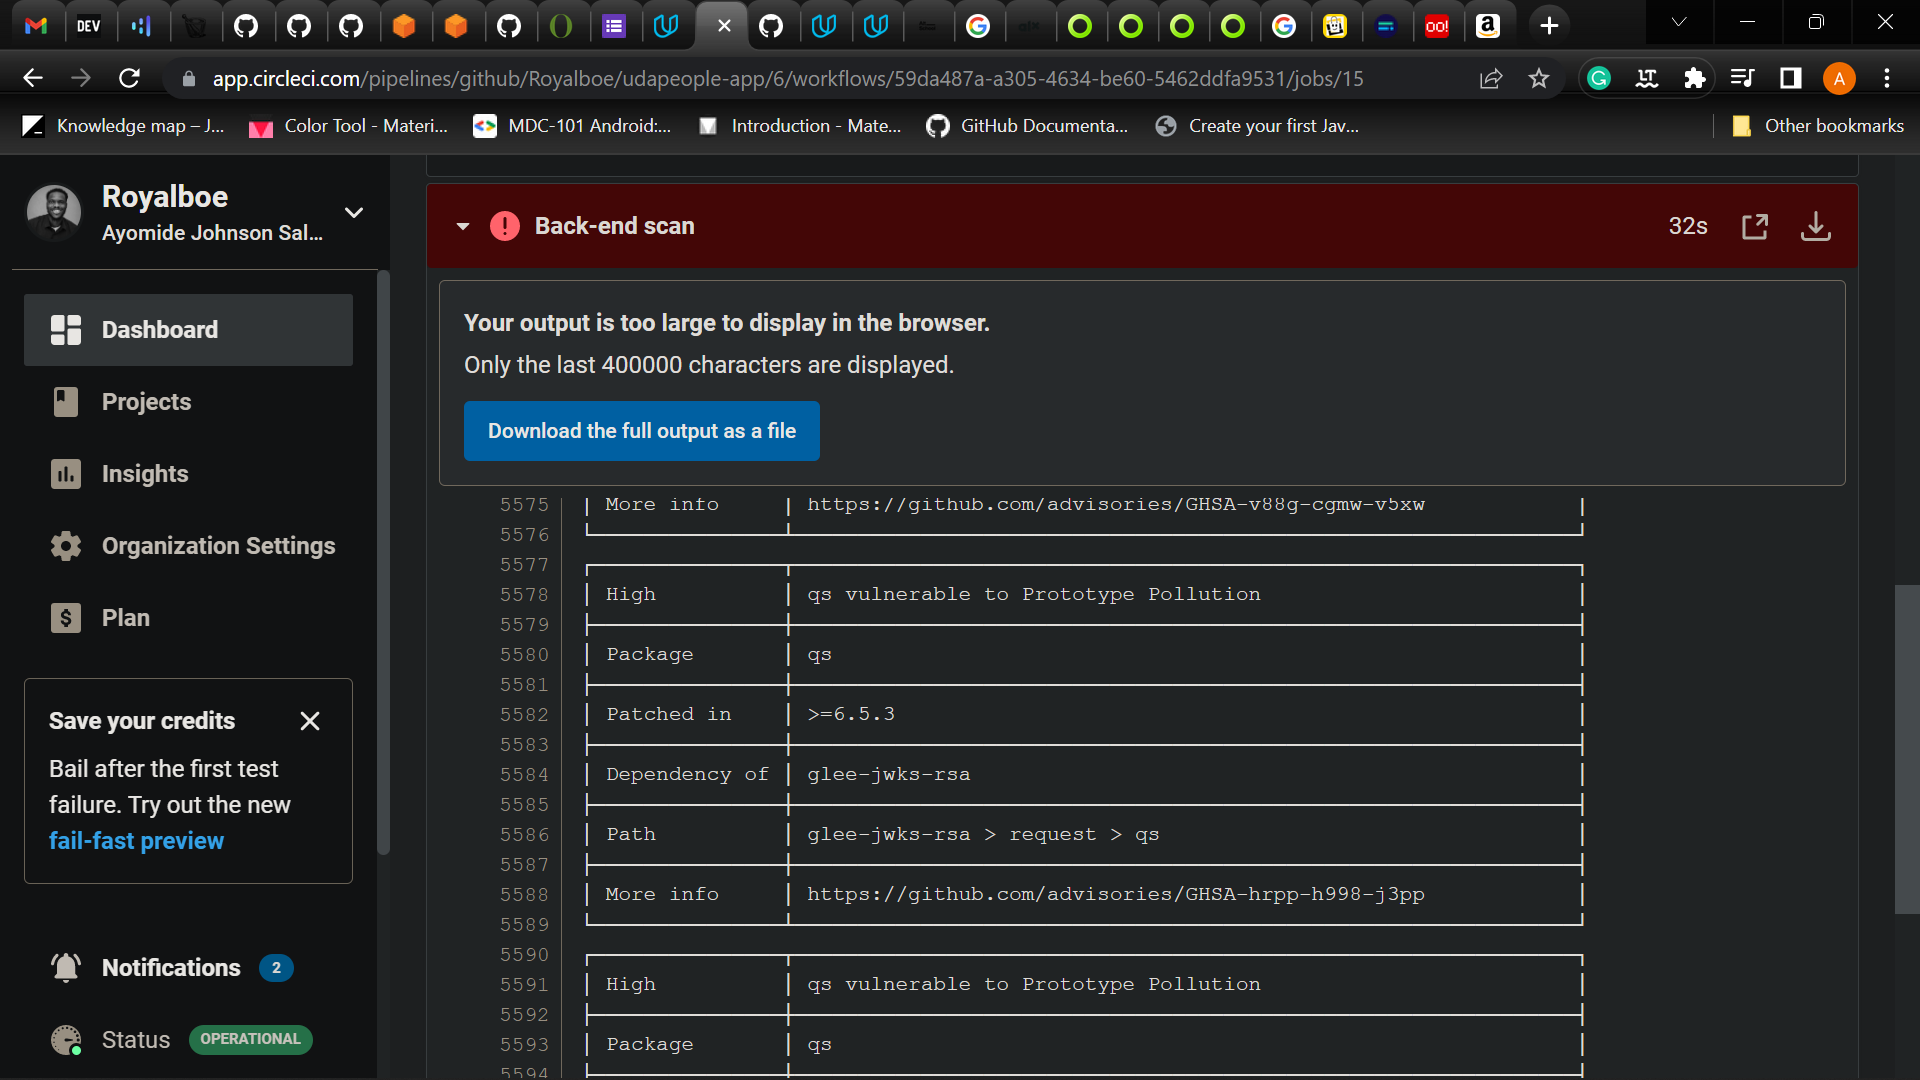 DEV
oo!
a
app.circleci.com/pipelines/github/Royalboe/udapeople-app/6/workflows/59da487a-a305-4634-be60-5462ddfa9531/jobs/15
A
Knowledge map – J...
Color Tool - Materi...
MDC-101 Android:...
Introduction - Mate...
GitHub Documenta...
Create your first Jav...
Other bookmarks
Royalboe
Ayomide Johnson Sal...
Dashboard
Projects
Insights
Organization Settings
Plan
Save your credits
Bail after the first test
failure. Try out the new
fail-fast preview
Notifications 2
Status OPERATIONAL
Back-end scan 32s
Your output is too large to display in the browser.
Only the last 400000 characters are displayed.
Download the full output as a file
5575 │ More info │ https://github.com/advisories/GHSA-v88g-cgmw-v5xw │
5576
5577
5578 │ High │ qs vulnerable to Prototype Pollution │
5579
5580 │ Package │ qs │
5581
5582 │ Patched in │ >=6.5.3 │
5583
5584 │ Dependency of │ glee-jwks-rsa │
5585
5586 │ Path │ glee-jwks-rsa > request > qs │
5587
5588 │ More info │ https://github.com/advisories/GHSA-hrpp-h998-j3pp │
5589
5590
5591 │ High │ qs vulnerable to Prototype Pollution │
5592
5593 │ Package │ qs │
5594